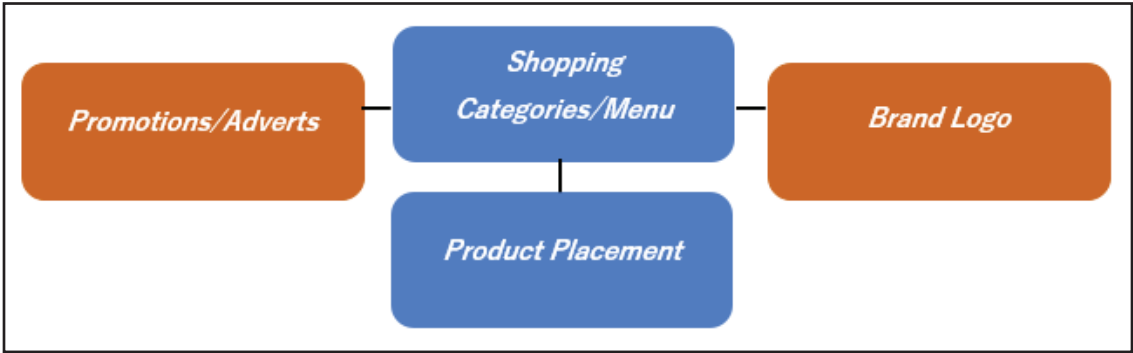 Promotions/Adverts
Shopping
Categories/Menu
Brand Logo
Product Placement